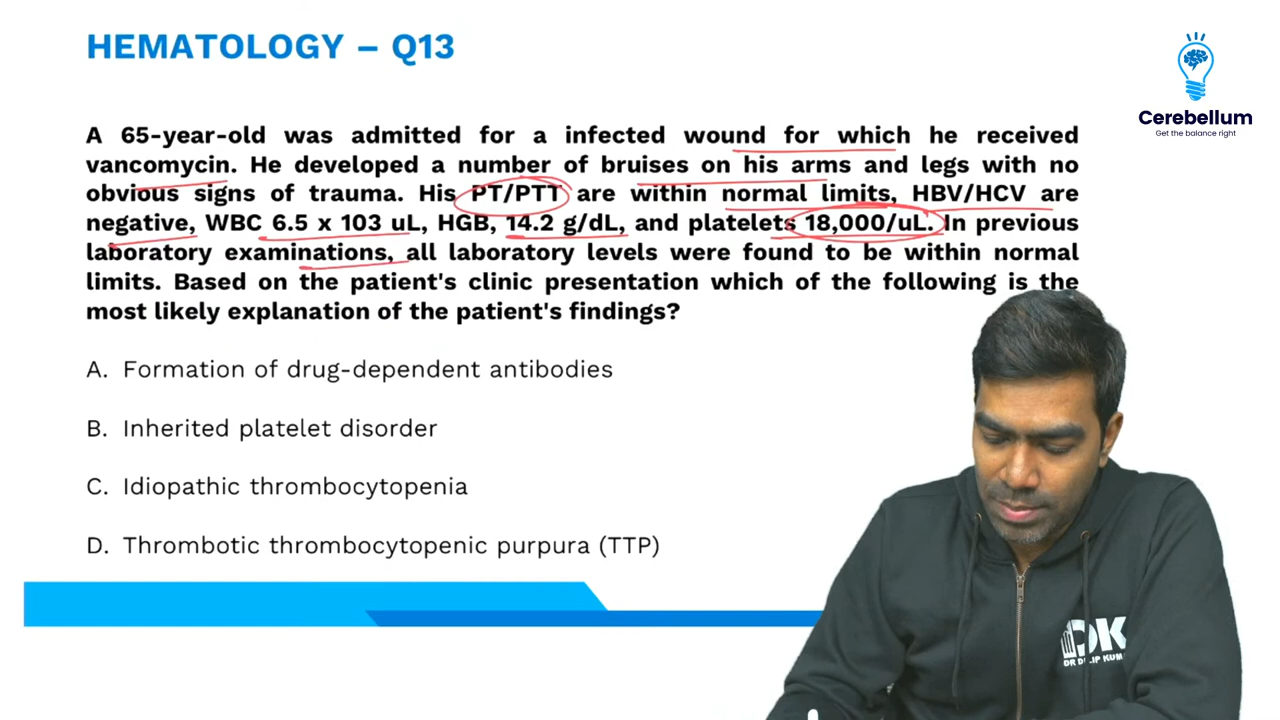 HEMATOLOGY – Q13
Cerebellum
Get the balance right
A 65-year-old was admitted for a infected wound for which he received
vancomycin. He developed a number of bruises on his arms and legs with no
obvious signs of trauma. His PT/PTT are within normal limits, HBV/HCV are
negative, WBC 6.5 x 103 uL, HGB, 14.2 g/dL, and platelets 18,000/uL. In previous
laboratory examinations, all laboratory levels were found to be within normal
limits. Based on the patient's clinic presentation which of the following is the
most likely explanation of the patient's findings?
A. Formation of drug-dependent antibodies
B. Inherited platelet disorder
C. Idiopathic thrombocytopenia
D. Thrombotic thrombocytopenic purpura (TTP)
DK